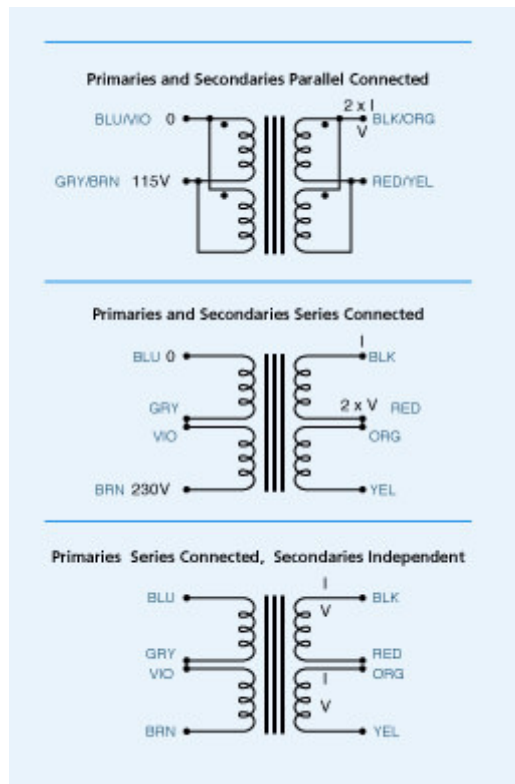 Primaries and Secondaries Parallel Connected
2 x I
BLU/VIO 0 V BLK/ORG
GRY/BRN 115V RED/YEL
Primaries and Secondaries Series Connected
I
BLU 0 BLK
GRY 2 x V RED
VIO ORG
BRN 230V YEL
Primaries Series Connected, Secondaries Independent
I
BLU BLK
V
GRY RED
VIO I ORG
V
BRN YEL